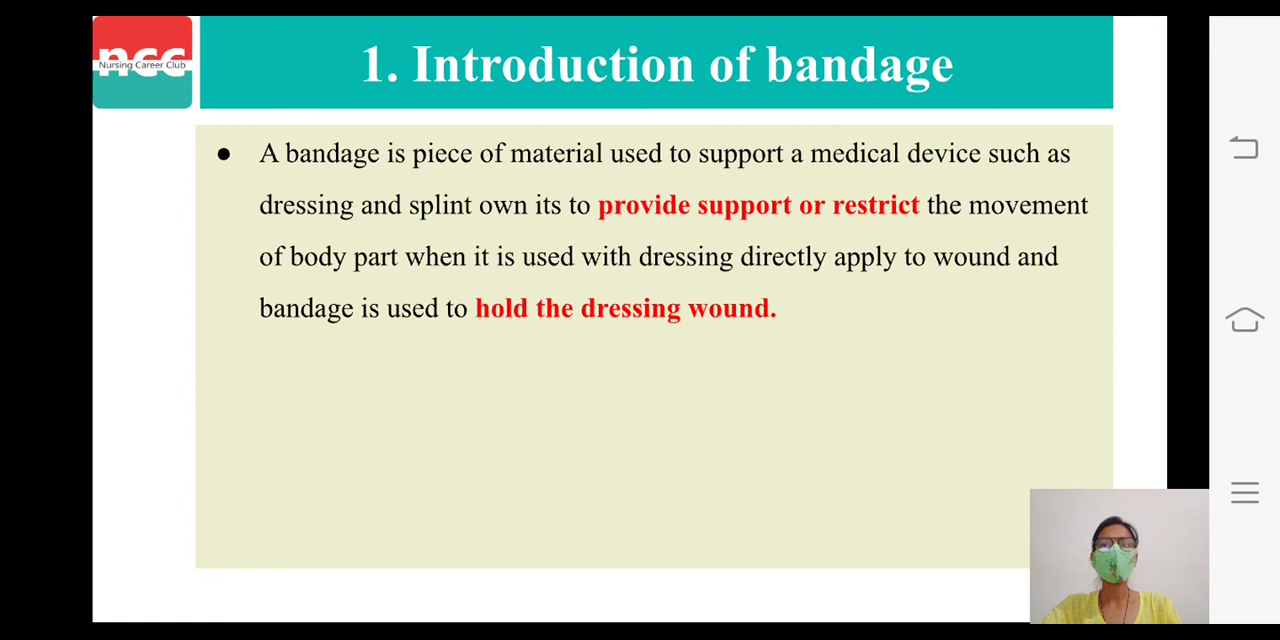 ncc
Nursing Career Club
1. Introduction of bandage
● A bandage is piece of material used to support a medical device such as
dressing and splint own its to provide support or restrict the movement
of body part when it is used with dressing directly apply to wound and
bandage is used to hold the dressing wound.